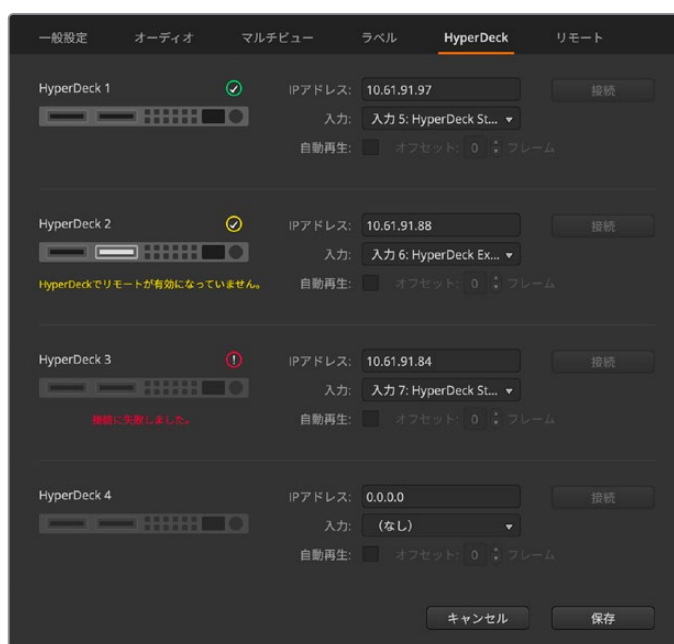 一般設定 オーディオ マルチビュー ラベル HyperDeck リモート
HyperDeck 1 IPアドレス: 10.61.91.97 接続
入力: 入力 5: HyperDeck St...
自動再生: オフセット: 0 フレーム
HyperDeck 2 IPアドレス: 10.61.91.88 接続
入力: 入力 6: HyperDeck Ex...
HyperDeckでリモートが有効になっていません。 自動再生: オフセット: 0 フレーム
HyperDeck 3 IPアドレス: 10.61.91.84 接続
入力: 入力 7: HyperDeck St...
接続に失敗しました。 自動再生: オフセット: 0 フレーム
HyperDeck 4 IPアドレス: 0.0.0.0 接続
入力: （なし）
自動再生: オフセット: 0 フレーム
キャンセル 保存